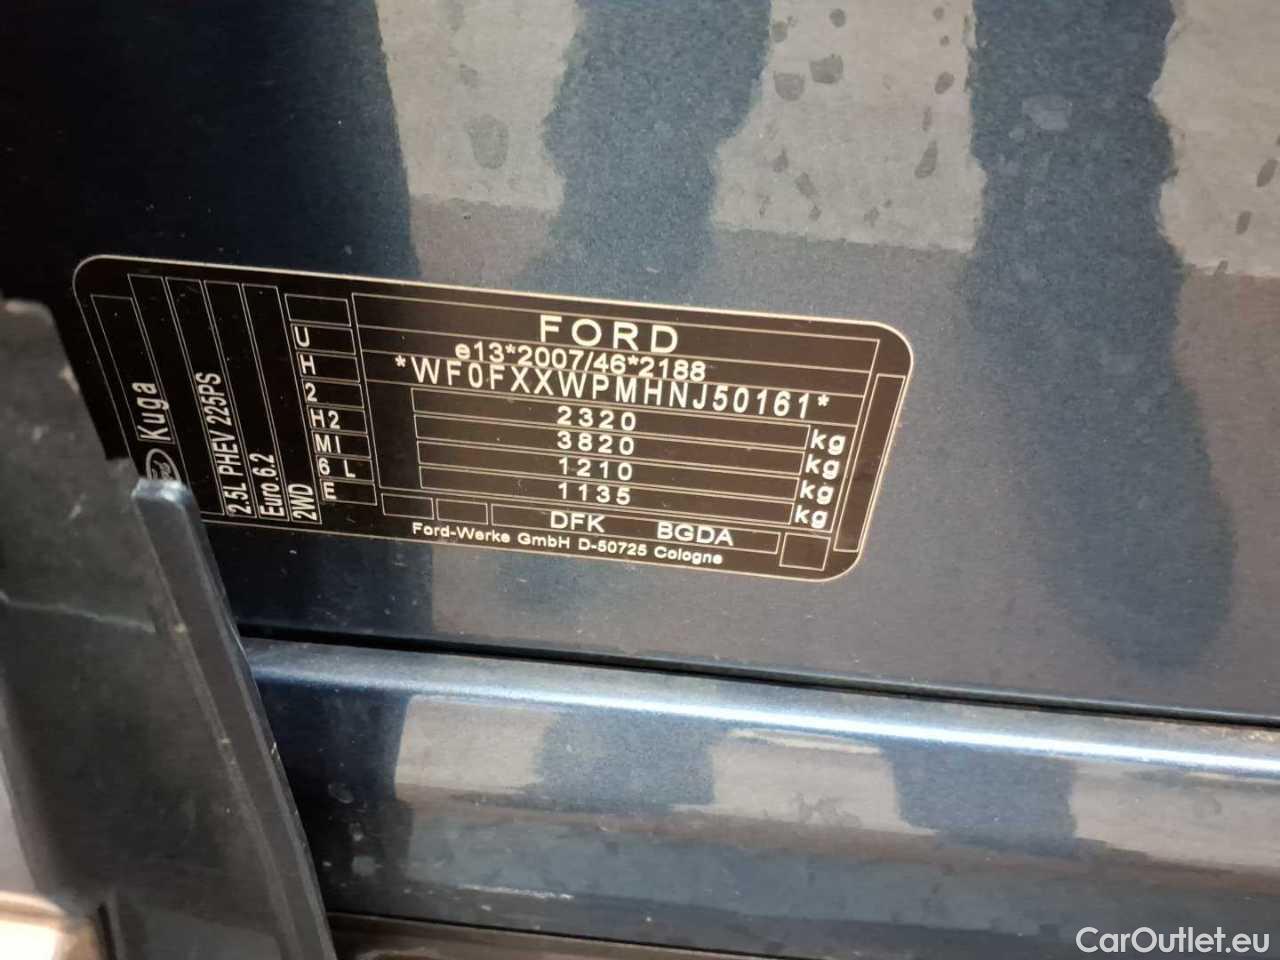 FORD
e13*2007/46*2188
*WF0FXXWPMHNJ50161*
2320 kg
3820 kg
1210 kg
1135 kg
DFK BGDA
Ford-Werke GmbH D-50725 Cologne
U
H
2
H2
MI
6 L
E
Ford Kuga
2.5L PHEV 225PS
Euro 6.2
2WD
CarOutlet.eu